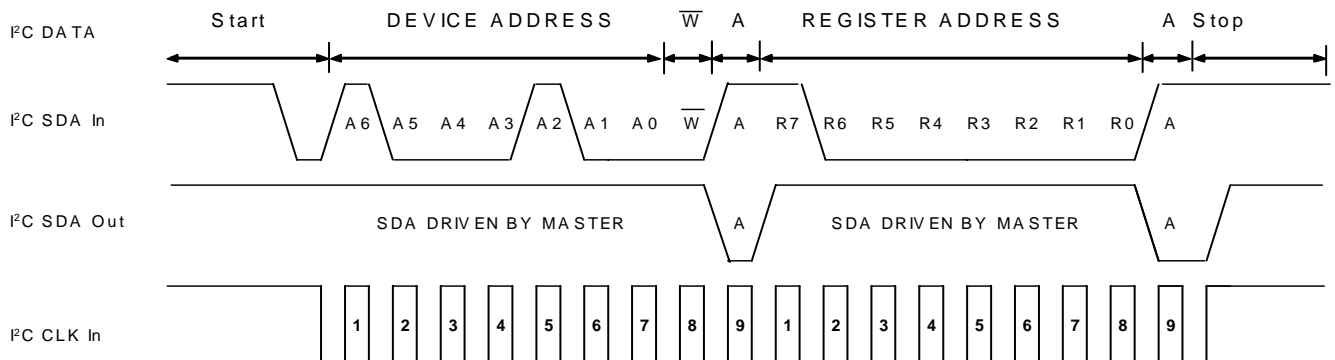 I²C DATA Start DEVICE ADDRESS W A REGISTER ADDRESS A Stop
I²C SDA In A6 A5 A4 A3 A2 A1 A0 W A R7 R6 R5 R4 R3 R2 R1 R0 A
I²C SDA Out SDA DRIVEN BY MASTER A SDA DRIVEN BY MASTER A
I²C CLK In 1 2 3 4 5 6 7 8 9 1 2 3 4 5 6 7 8 9